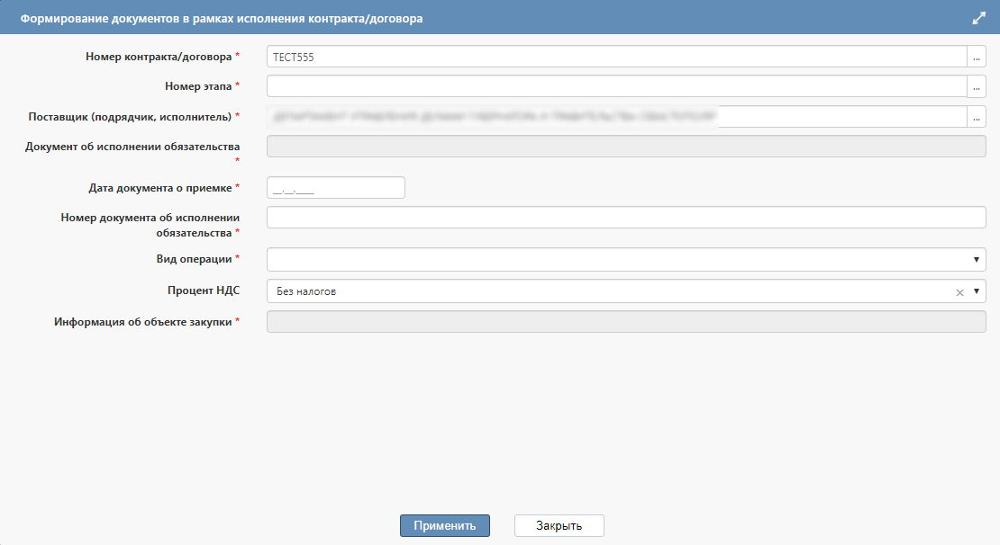 Формирование документов в рамках исполнения контракта/договора
Номер контракта/договора * ТЕСТ555 ...
Номер этапа * ...
Поставщик (подрядчик, исполнитель) * ...
Документ об исполнении обязательства
*
Дата документа о приемке * __.__.____
Номер документа об исполнении
обязательства *
Вид операции *
Процент НДС Без налогов ×
Информация об объекте закупки *
Применить Закрыть